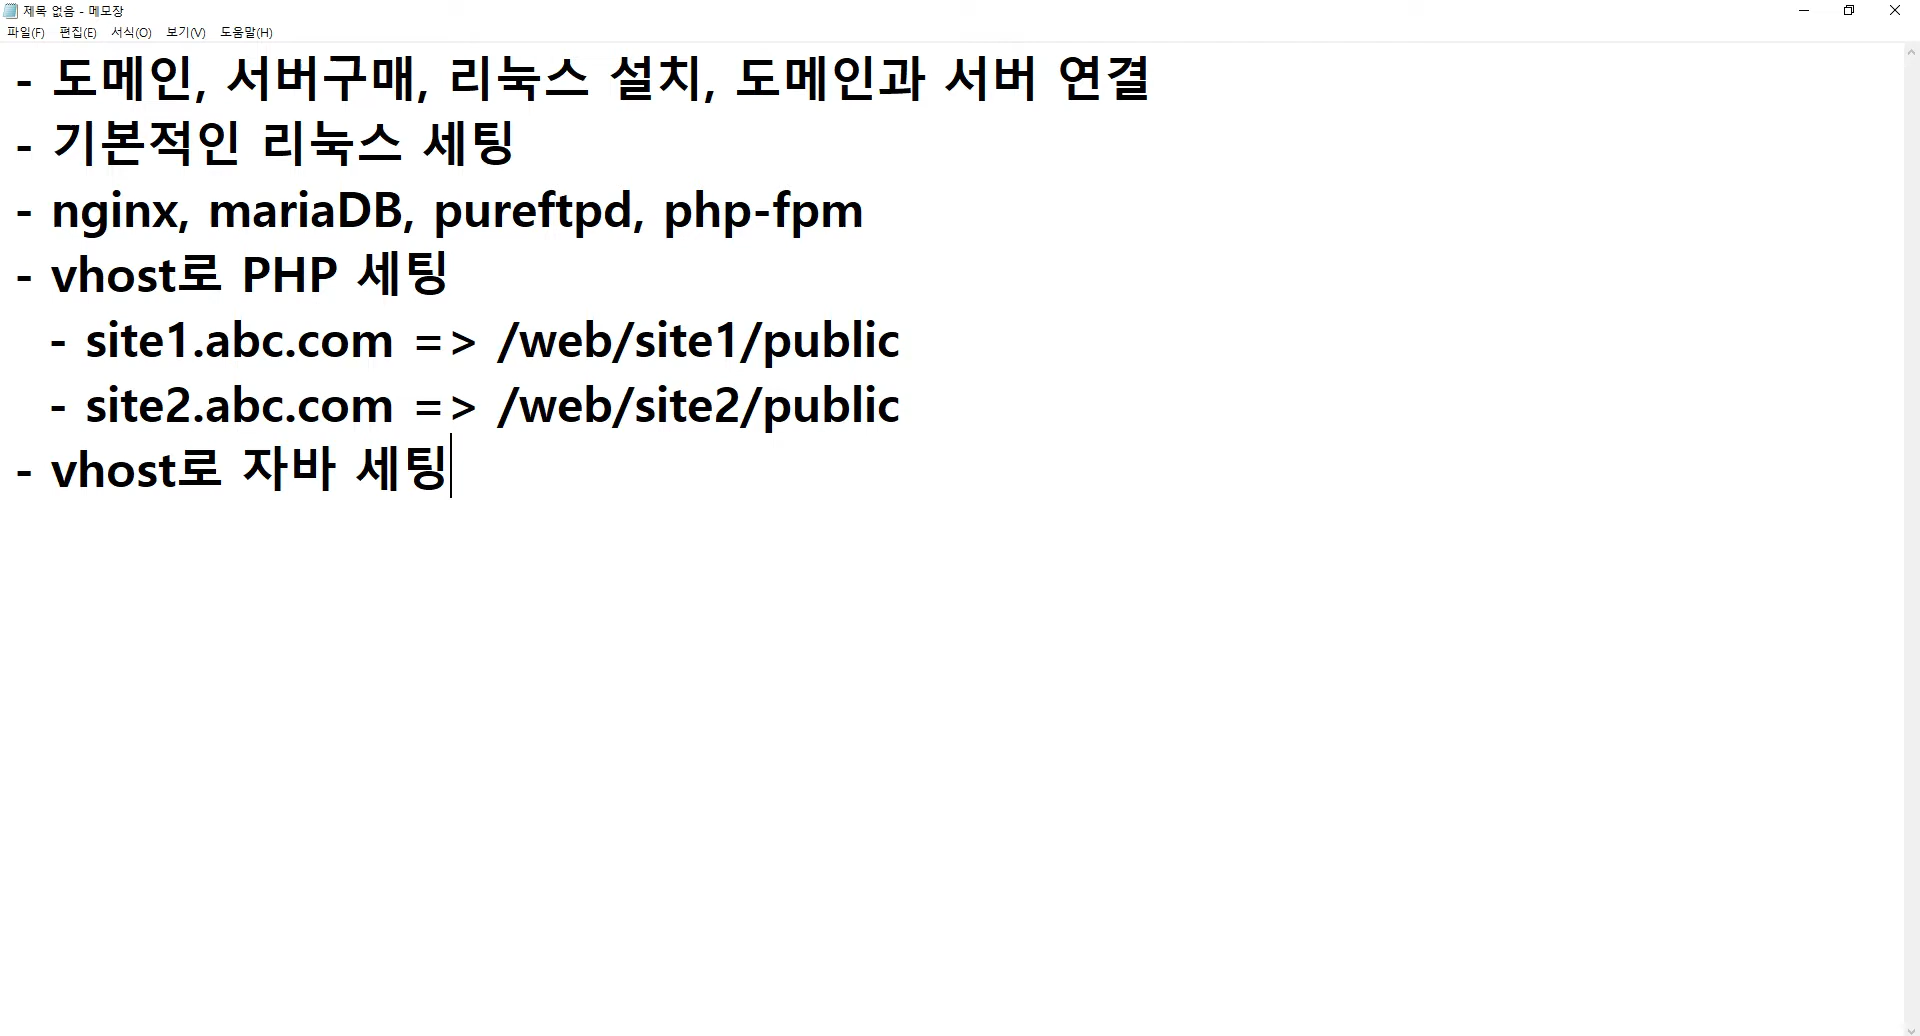 제목 없음 - 메모장
파일(F) 편집(E) 서식(O) 보기(V) 도움말(H)
- 도메인, 서버구매, 리눅스 설치, 도메인과 서버 연결
- 기본적인 리눅스 세팅
- nginx, mariaDB, pureftpd, php-fpm
- vhost로 PHP 세팅
- site1.abc.com => /web/site1/public
- site2.abc.com => /web/site2/public
- vhost로 자바 세팅